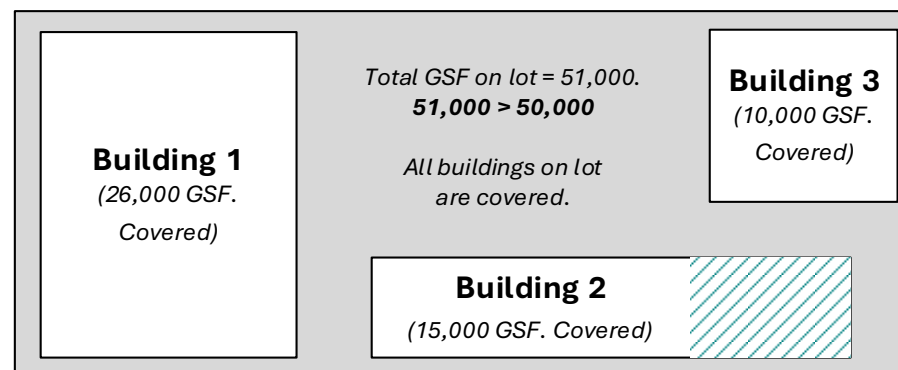 Building 1
(26,000 GSF.
Covered)
Total GSF on lot = 51,000.
51,000 > 50,000
All buildings on lot
are covered.
Building 3
(10,000 GSF.
Covered)
Building 2
(15,000 GSF. Covered)